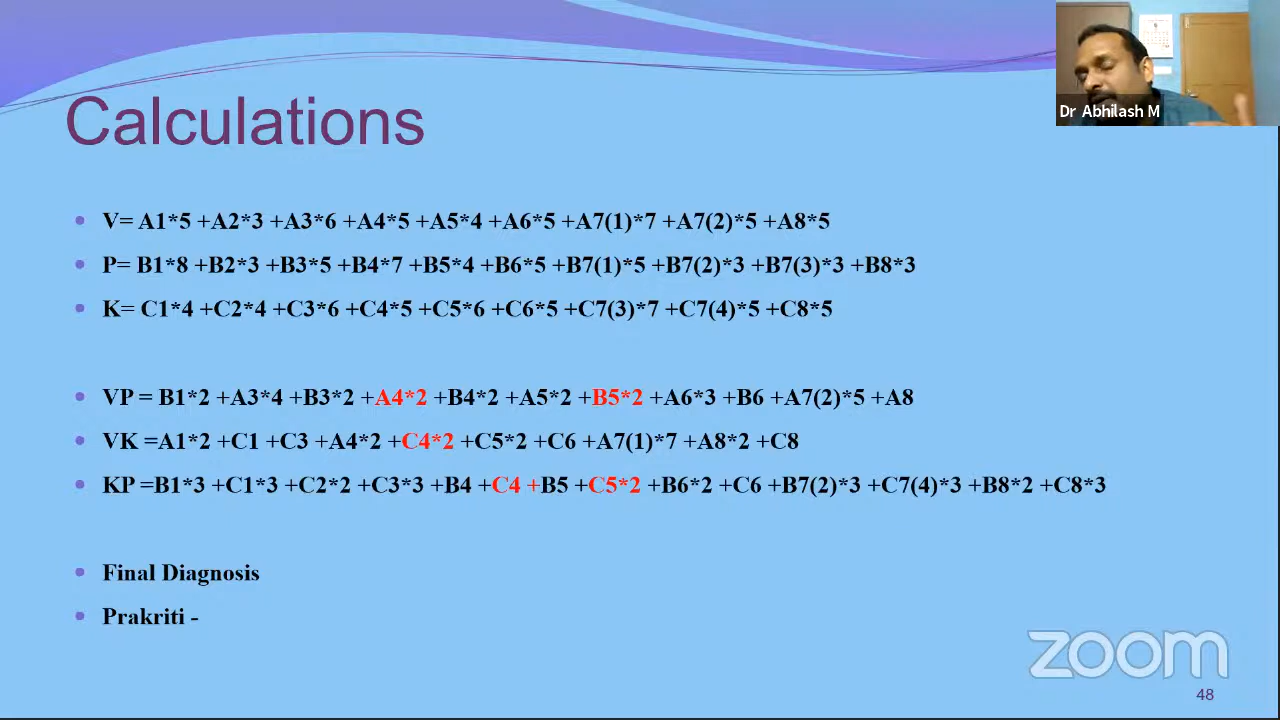 Dr Abhilash M
Calculations
V= A1*5 +A2*3 +A3*6 +A4*5 +A5*4 +A6*5 +A7(1)*7 +A7(2)*5 +A8*5
P= B1*8 +B2*3 +B3*5 +B4*7 +B5*4 +B6*5 +B7(1)*5 +B7(2)*3 +B7(3)*3 +B8*3
K= C1*4 +C2*4 +C3*6 +C4*5 +C5*6 +C6*5 +C7(3)*7 +C7(4)*5 +C8*5
VP = B1*2 +A3*4 +B3*2 +A4*2 +B4*2 +A5*2 +B5*2 +A6*3 +B6 +A7(2)*5 +A8
VK =A1*2 +C1 +C3 +A4*2 +C4*2 +C5*2 +C6 +A7(1)*7 +A8*2 +C8
KP =B1*3 +C1*3 +C2*2 +C3*3 +B4 +C4 +B5 +C5*2 +B6*2 +C6 +B7(2)*3 +C7(4)*3 +B8*2 +C8*3
Final Diagnosis
Prakriti -
zoom
48